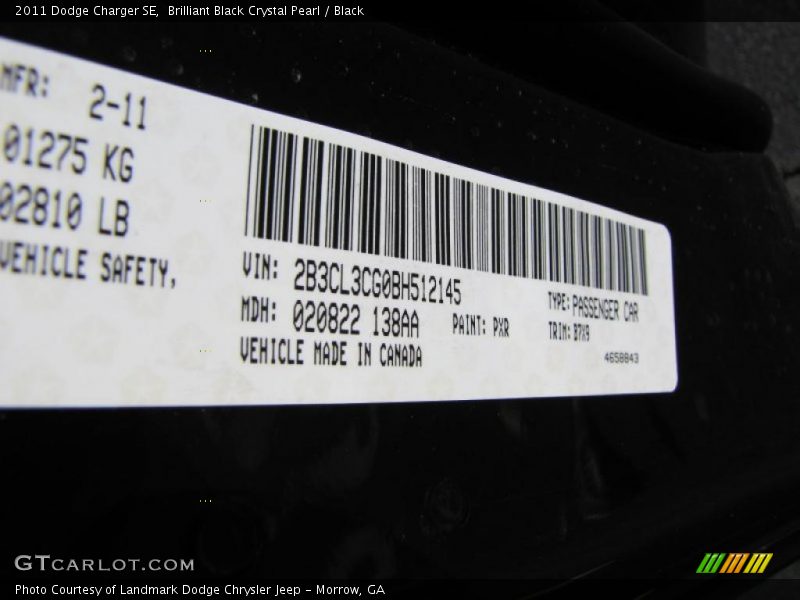 2011 Dodge Charger SE,  Brilliant Black Crystal Pearl / Black
MFR: 2-11
01275 KG
02810 LB
VEHICLE SAFETY,
VIN: 2B3CL3CG0BH512145
MDH: 020822 138AA
PAINT: PXR
VEHICLE MADE IN CANADA
TYPE: PASSENGER CAR
TRIM: B7X9
4658843
GTCARLOT.COM
Photo Courtesy of Landmark Dodge Chrysler Jeep – Morrow, GA